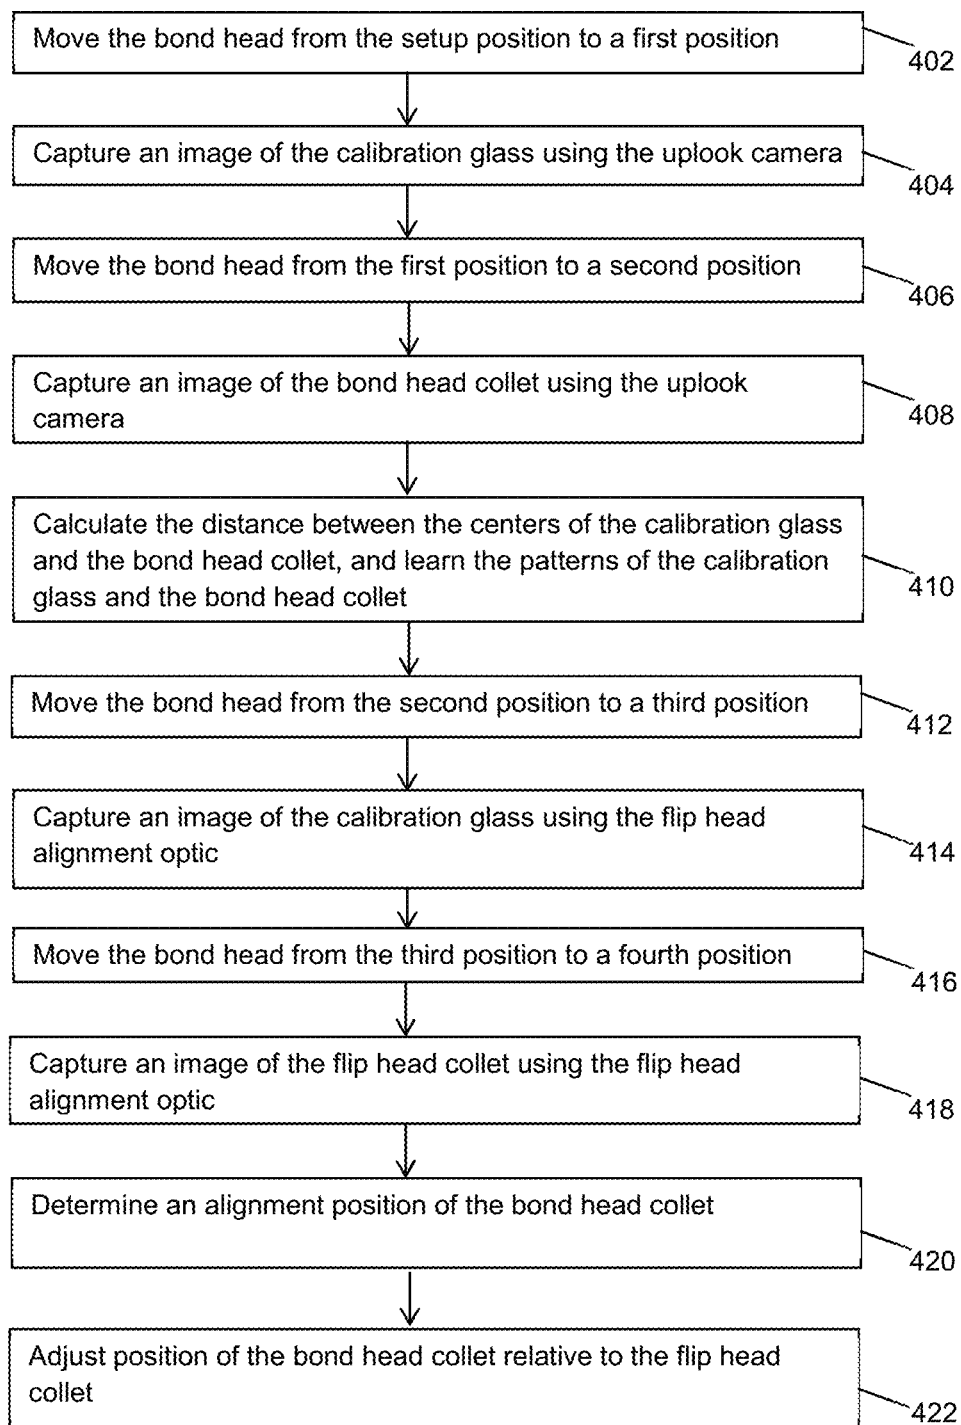 Move the bond head from the setup position to a first position
402
Capture an image of the calibration glass using the uplook camera
404
Move the bond head from the first position to a second position
406
Capture an image of the bond head collet using the uplook
camera
408
Calculate the distance between the centers of the calibration glass
and the bond head collet, and learn the patterns of the calibration
glass and the bond head collet
410
Move the bond head from the second position to a third position
412
Capture an image of the calibration glass using the flip head
alignment optic
414
Move the bond head from the third position to a fourth position
416
Capture an image of the flip head collet using the flip head
alignment optic
418
Determine an alignment position of the bond head collet
420
Adjust position of the bond head collet relative to the flip head
collet
422